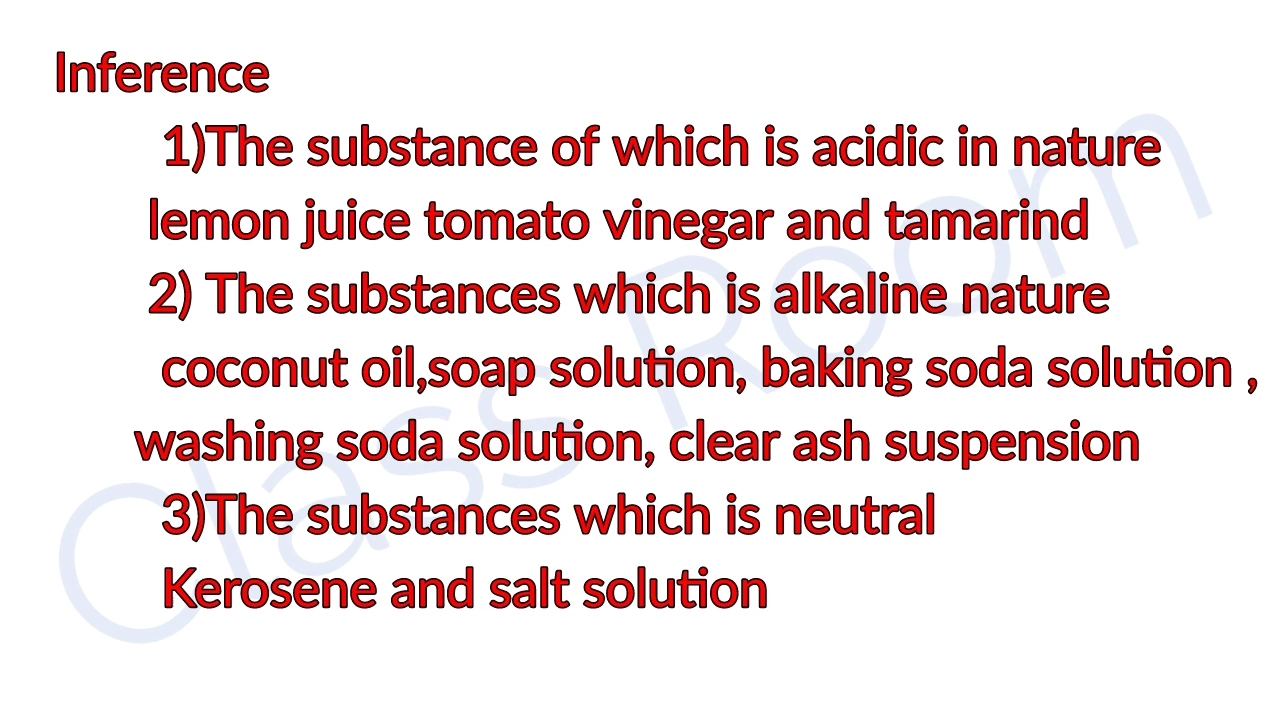 Inference
1)The substance of which is acidic in nature
lemon juice tomato vinegar and tamarind
2) The substances which is alkaline nature
coconut oil,soap solution, baking soda solution ,
washing soda solution, clear ash suspension
3)The substances which is neutral
Kerosene and salt solution
Class Room